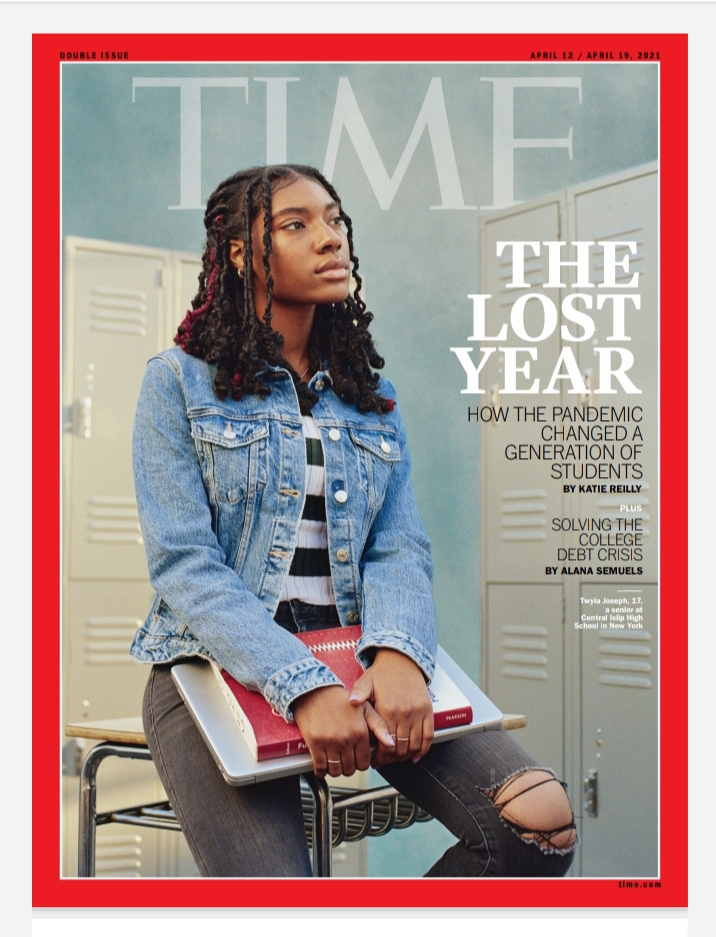 DOUBLE ISSUE
APRIL 12 / APRIL 19, 2021
TIME
THE
LOST
YEAR
HOW THE PANDEMIC
CHANGED A
GENERATION OF
STUDENTS
BY KATIE REILLY
PLUS
SOLVING THE
COLLEGE
DEBT CRISIS
BY ALANA SEMUELS
Twyla Joseph, 17,
a senior at
Central Islip High
School in New York
PEARSON
time.com